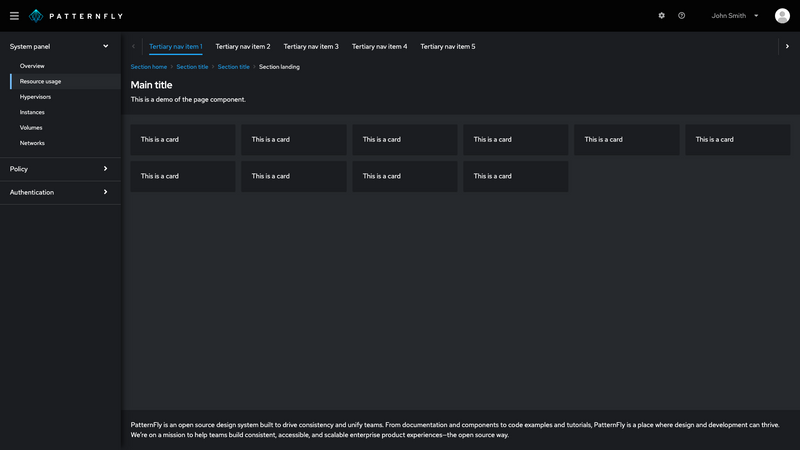 PATTERNFLY
John Smith
System panel
Overview
Resource usage
Hypervisors
Instances
Volumes
Networks
Policy
Authentication
Tertiary nav item 1 Tertiary nav item 2 Tertiary nav item 3 Tertiary nav item 4 Tertiary nav item 5
Section home > Section title > Section title > Section landing
Main title
This is a demo of the page component.
This is a card This is a card This is a card This is a card This is a card This is a card
This is a card This is a card This is a card This is a card
PatternFly is an open source design system built to drive consistency and unify teams. From documentation and components to code examples and tutorials, PatternFly is a place where design and development can thrive.
We're on a mission to help teams build consistent, accessible, and scalable enterprise product experiences—the open source way.